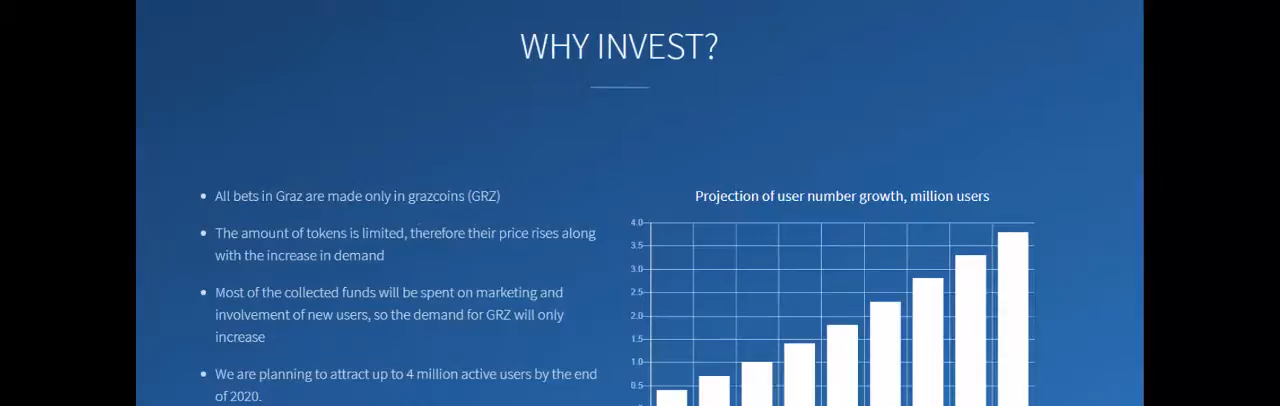 WHY INVEST?
All bets in Graz are made only in grazcoins (GRZ)
The amount of tokens is limited, therefore their price rises along
with the increase in demand
Most of the collected funds will be spent on marketing and
involvement of new users, so the demand for GRZ will only
increase
We are planning to attract up to 4 million active users by the end
of 2020.
Projection of user number growth, million users
4.0
3.5
3.0
2.5
2.0
1.5
1.0
0.5